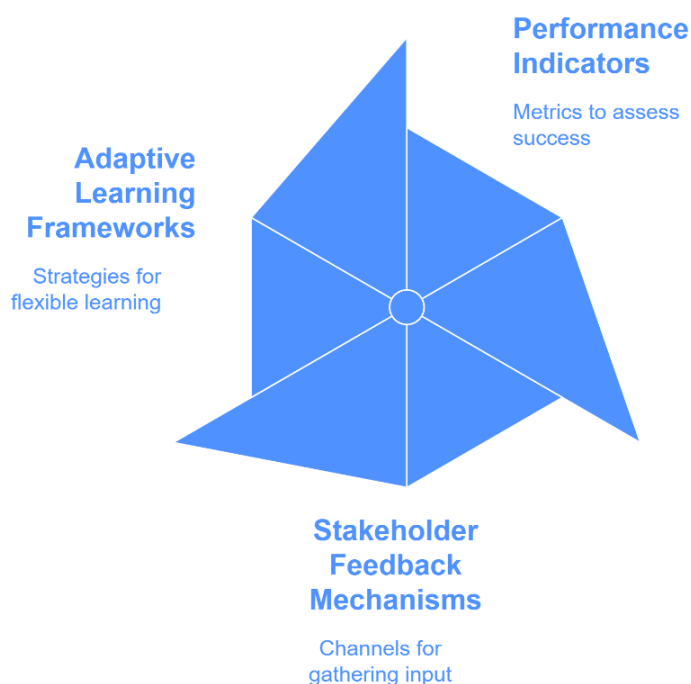 Performance
Indicators
Metrics to assess
success
Adaptive
Learning
Frameworks
Strategies for
flexible learning
Stakeholder
Feedback
Mechanisms
Channels for
gathering input